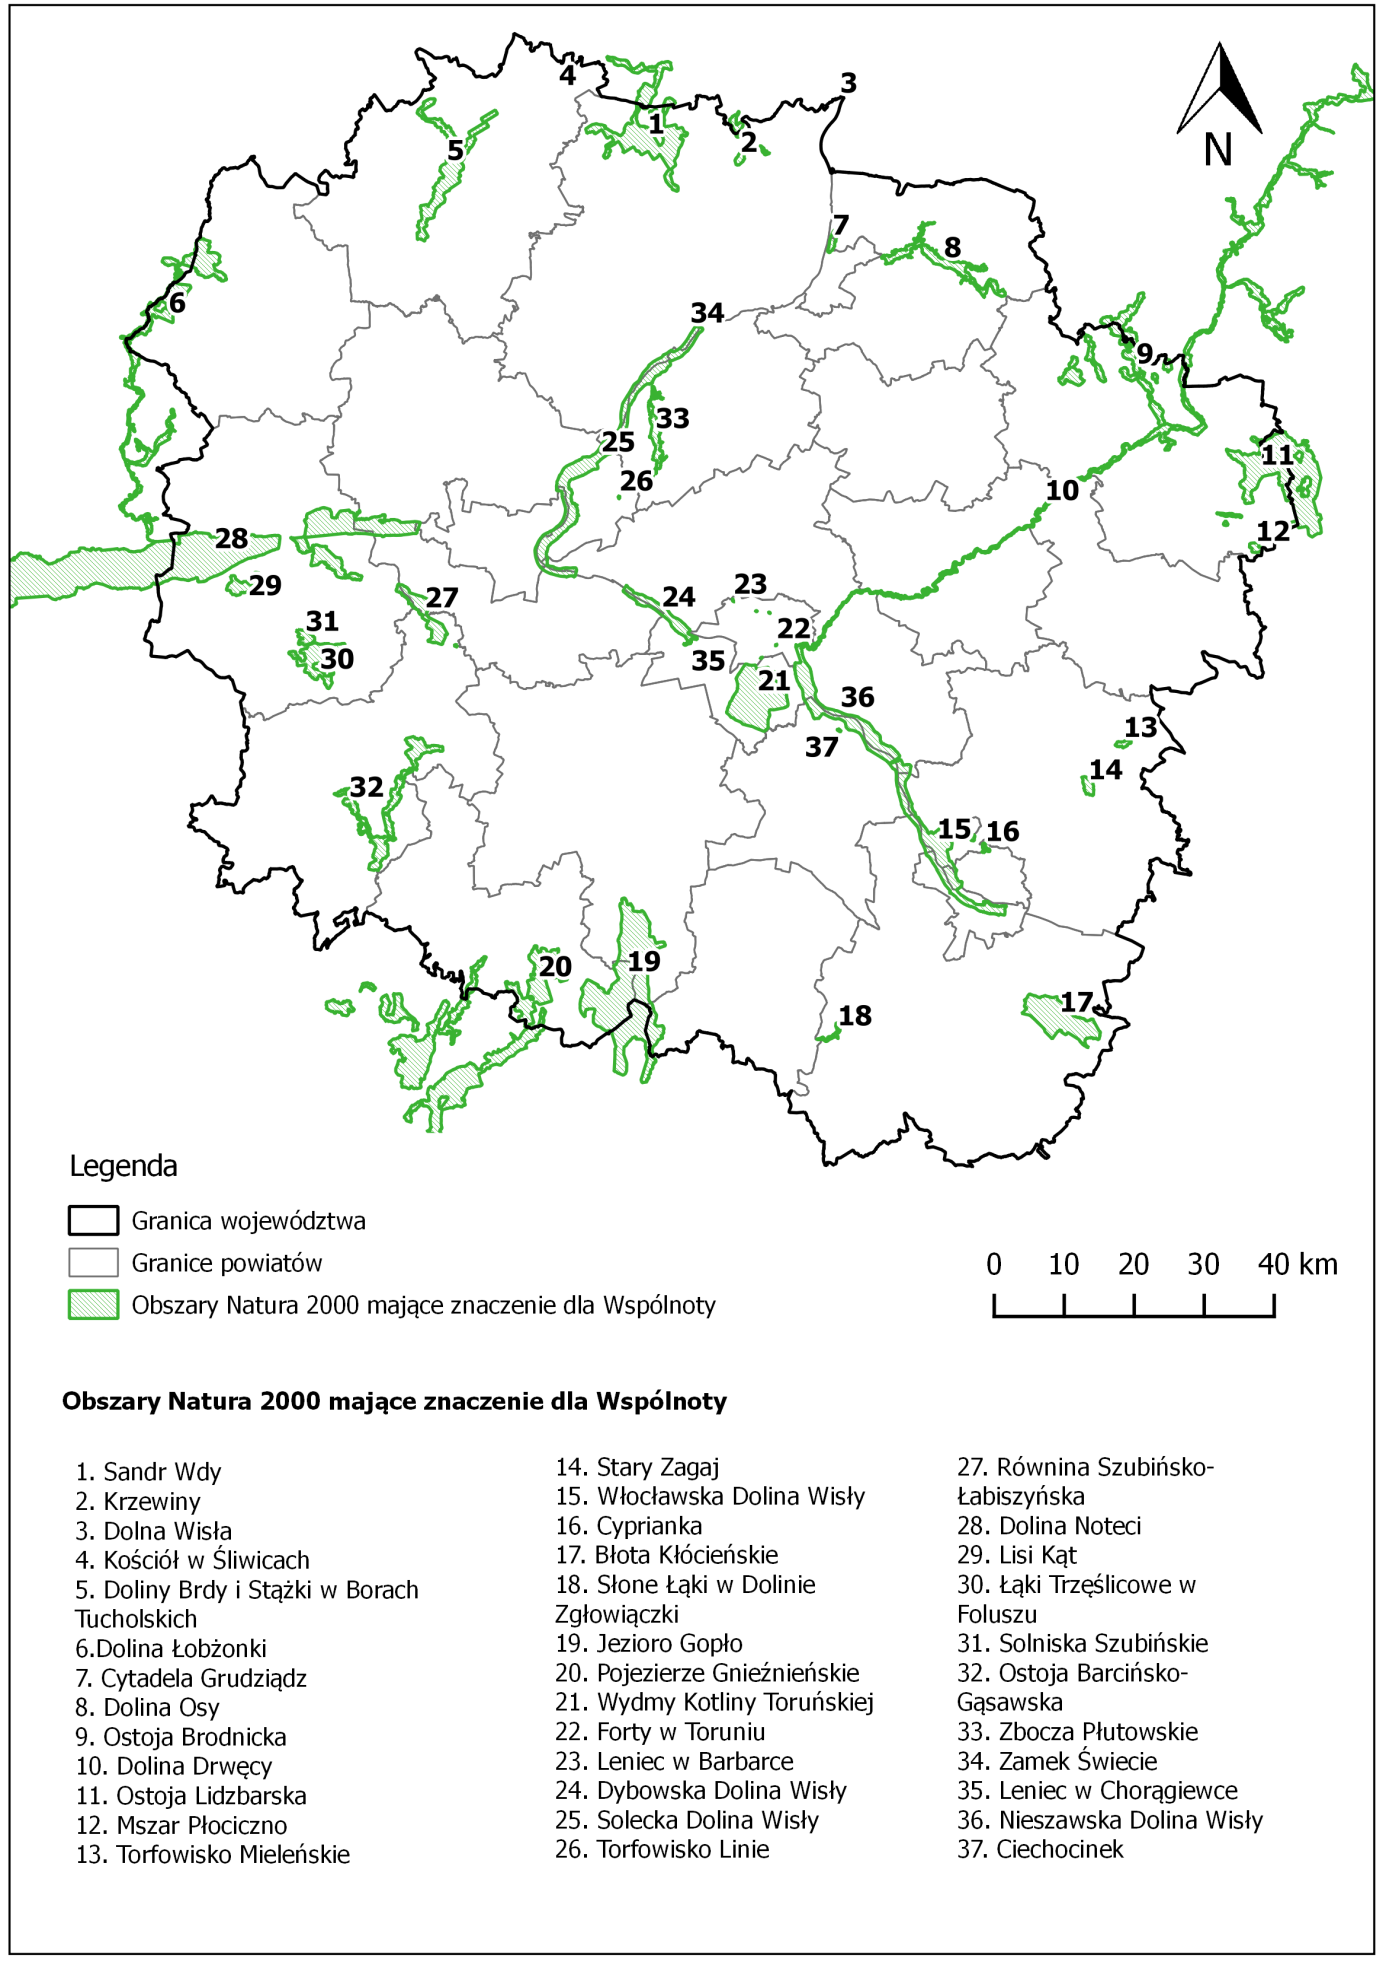 4
3
1
2
5
N
7
8
6
34
9
33
25
11
26
10
28
12
29
23
27
24
31
22
30
35
21
36
13
37
14
32
15
16
20
19
17
18
Legenda
Granica województwa
Granice powiatów
0 10 20 30 40 km
Obszary Natura 2000 mające znaczenie dla Wspólnoty
Obszary Natura 2000 mające znaczenie dla Wspólnoty
1. Sandr Wdy
2. Krzewiny
3. Dolna Wisła
4. Kościół w Śliwicach
5. Doliny Brdy i Stążki w Borach
Tucholskich
6.Dolina Łobżonki
7. Cytadela Grudziądz
8. Dolina Osy
9. Ostoja Brodnicka
10. Dolina Drwęcy
11. Ostoja Lidzbarska
12. Mszar Płociczno
13. Torfowisko Mieleńskie
14. Stary Zagaj
15. Włocławska Dolina Wisły
16. Cyprianka
17. Błota Kłócieńskie
18. Słone Łąki w Dolinie
Zgłowiączki
19. Jezioro Gopło
20. Pojezierze Gnieźnieńskie
21. Wydmy Kotliny Toruńskiej
22. Forty w Toruniu
23. Leniec w Barbarce
24. Dybowska Dolina Wisły
25. Solecka Dolina Wisły
26. Torfowisko Linie
27. Równina Szubińsko-
Łabiszyńska
28. Dolina Noteci
29. Lisi Kąt
30. Łąki Trzęślicowe w
Foluszu
31. Solniska Szubińskie
32. Ostoja Barcińsko-
Gąsawska
33. Zbocza Płutowskie
34. Zamek Świecie
35. Leniec w Chorągiewce
36. Nieszawska Dolina Wisły
37. Ciechocinek